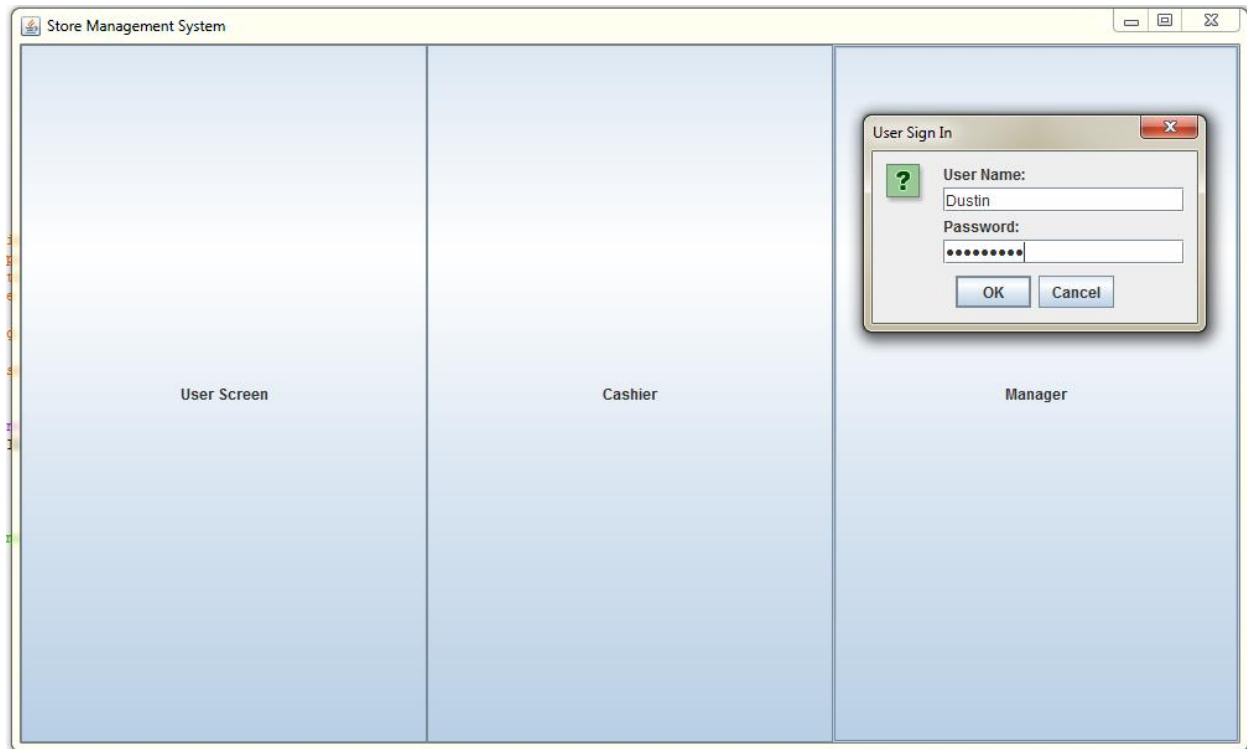 Store Management System
User Sign In
?
User Name:
Dustin
Password:
•••••••••
OK Cancel
User Screen Cashier Manager